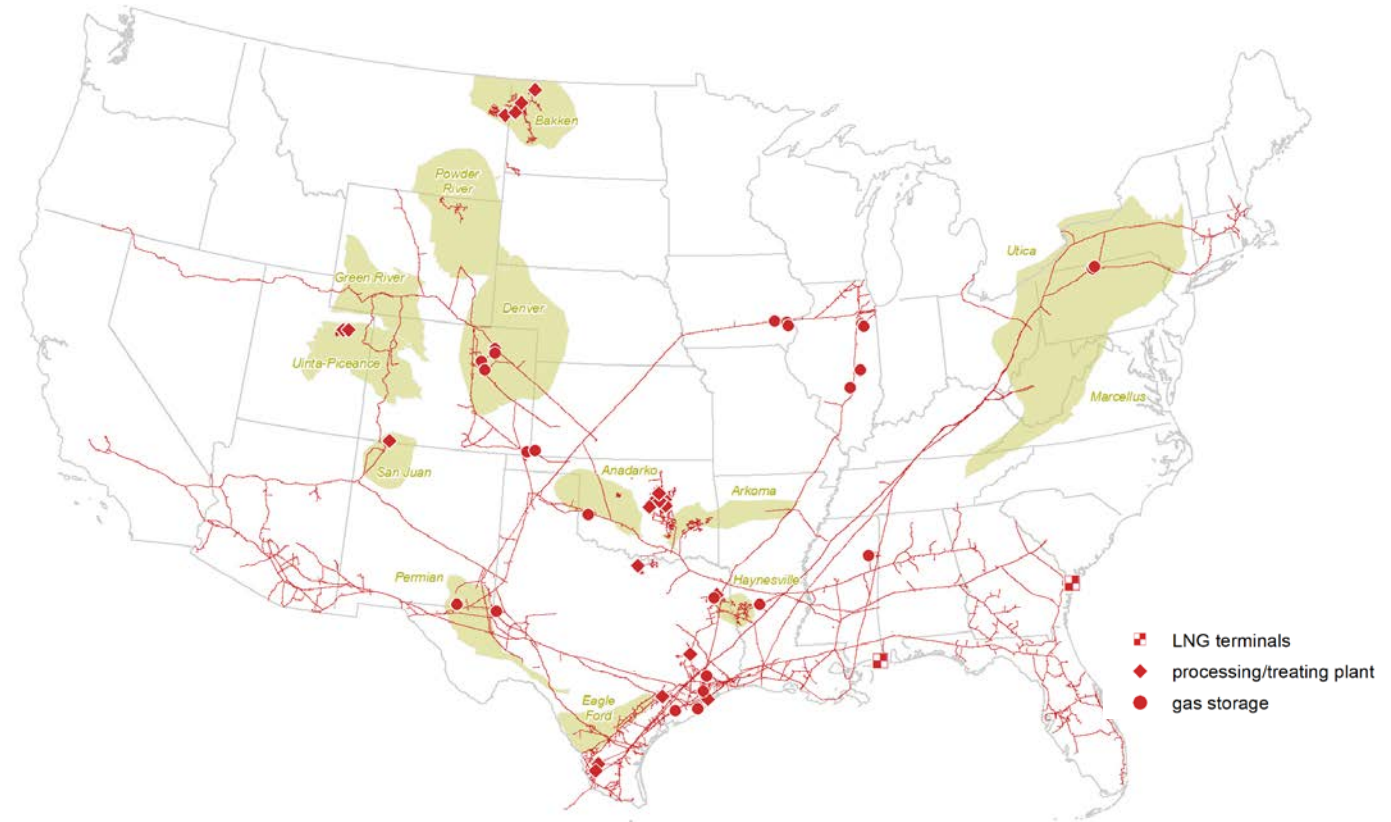 Bakken
Powder
River
Utica
Green River
Denver
Uinta-Piceance
Marcellus
San Juan
Anadarko
Arkoma
Permian
Haynesville
LNG terminals
processing/treating plant
gas storage
Eagle
Ford